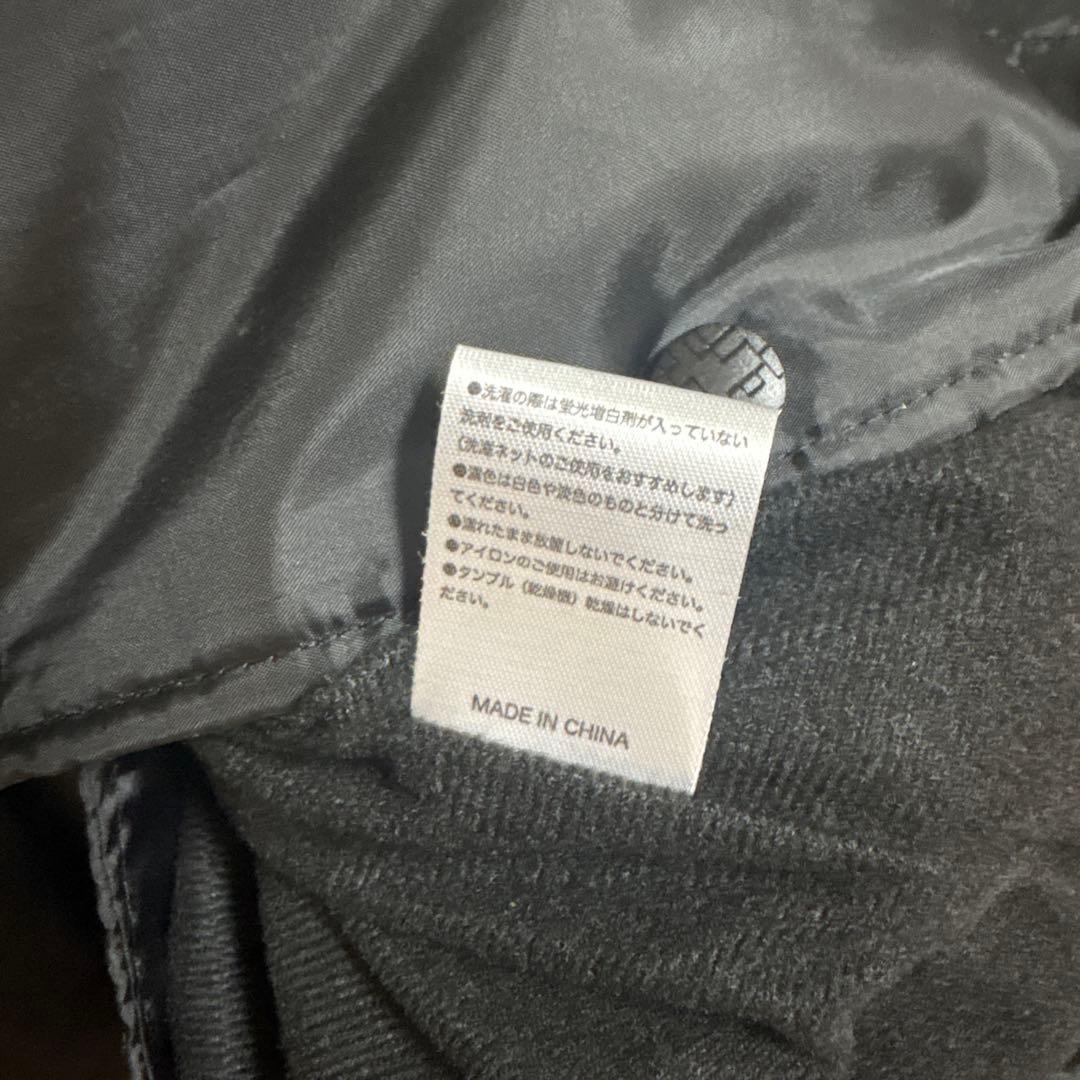 ●洗濯の際は蛍光増白剤が入っていない
洗剤をご使用ください。
(洗濯ネットのご使用をおすすめします)
●濃色は白色や淡色のものと分けて洗っ
てください。
●濡れたまま放置しないでください。
●アイロンのご使用はお避けください。
●タンブル（乾燥機）乾燥はしないでく
ださい。
MADE IN CHINA